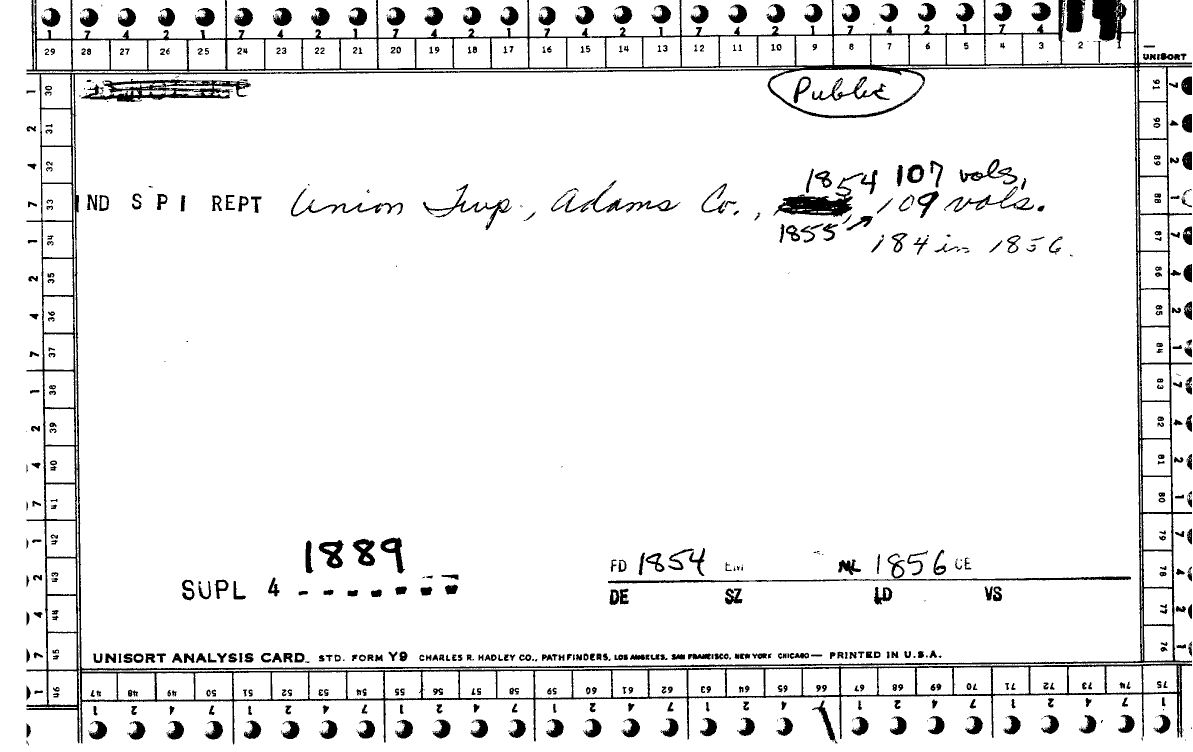 1 7 4 2 1 7 4 2 1 7 4 2 1 7 4 2 1 7 4 2 1 7 4 2 1 7 4
29 28 27 26 25 24 23 22 21 20 19 18 17 16 15 14 13 12 11 10 9 8 7 6 5 4 3 2 1
UNISORT
Public
1854 107 vols,
IND S P I REPT Union Twp., Adams Co., 109 vols.
1855
184 in 1856.
1889
SUPL 4
FD 1854 EM ML 1856 CE
DE SZ LD VS
UNISORT ANALYSIS CARD STD. FORM Y9 CHARLES R. HADLEY CO., PATHFINDERS, LOS ANGELES, SAN FRANCISCO, NEW YORK CHICAGO — PRINTED IN U.S.A.
1 30
2 31
4 32
7 33
1 34
2 35
4 36
7 37
1 38
2 39
4 40
7 41
1 42
2 43
4 44
7 45
1 46
91 7
90 4
89 2
88 1
87 7
86 4
85 2
84 1
83 7
82 4
81 2
80 1
79 7
78 4
77 2
76 1
47 48 49 50 51 52 53 54 55 56 57 58 59 60 61 62 63 64 65 66 67 68 69 70 71 72 73 74 75
1 2 4 7 1 2 4 7 1 2 4 7 1 2 4 7 1 2 4 7 1 2 4 7 1 2 4 7 1